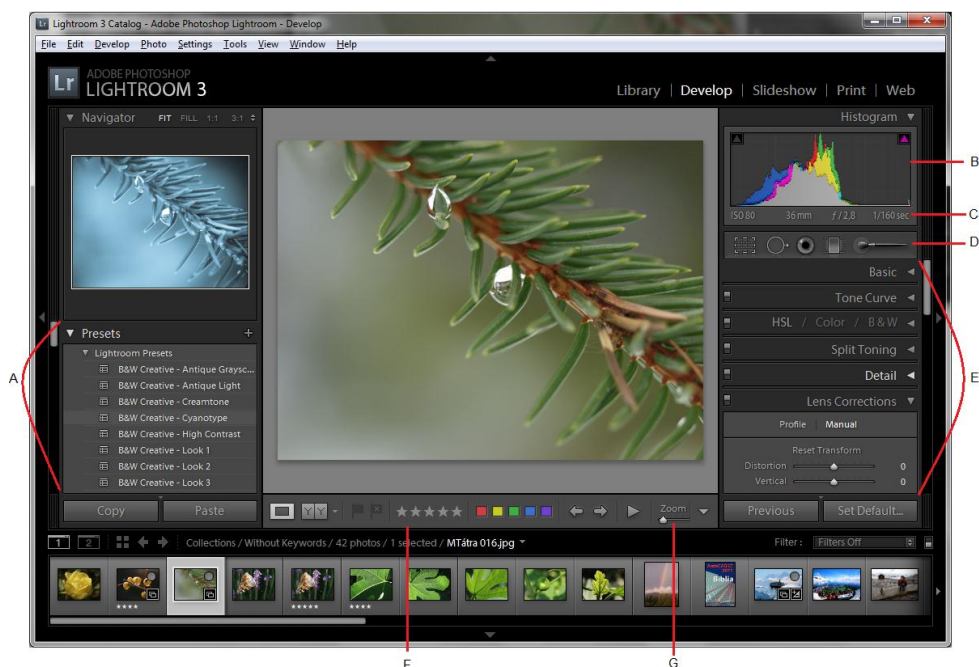 Lightroom 3 Catalog - Adobe Photoshop Lightroom - Develop
File Edit Develop Photo Settings Tools View Window Help
Lr ADOBE PHOTOSHOP
LIGHTROOM 3
Library | Develop | Slideshow | Print | Web
Navigator FIT FILL 1:1 3:1
Histogram
B
ISO 80 36 mm ƒ / 2,8 1/160 sec
C
D
Basic
Tone Curve
HSL / Color / B & W
Presets +
Split Toning
Lightroom Presets
B&W Creative - Antique Graysc...
A
Detail
E
B&W Creative - Antique Light
B&W Creative - Creamtone
Lens Corrections
B&W Creative - Cyanotype
Profile | Manual
B&W Creative - High Contrast
B&W Creative - Look 1
Reset Transform
B&W Creative - Look 2
Distortion 0
B&W Creative - Look 3
Vertical 0
Copy Paste
Y Y
Zoom
Previous Set Default...
1 2 Collections / Without Keywords / 42 photos / 1 selected / MTátra 016.jpg
Filter : Filters Off
Biblia
F
G